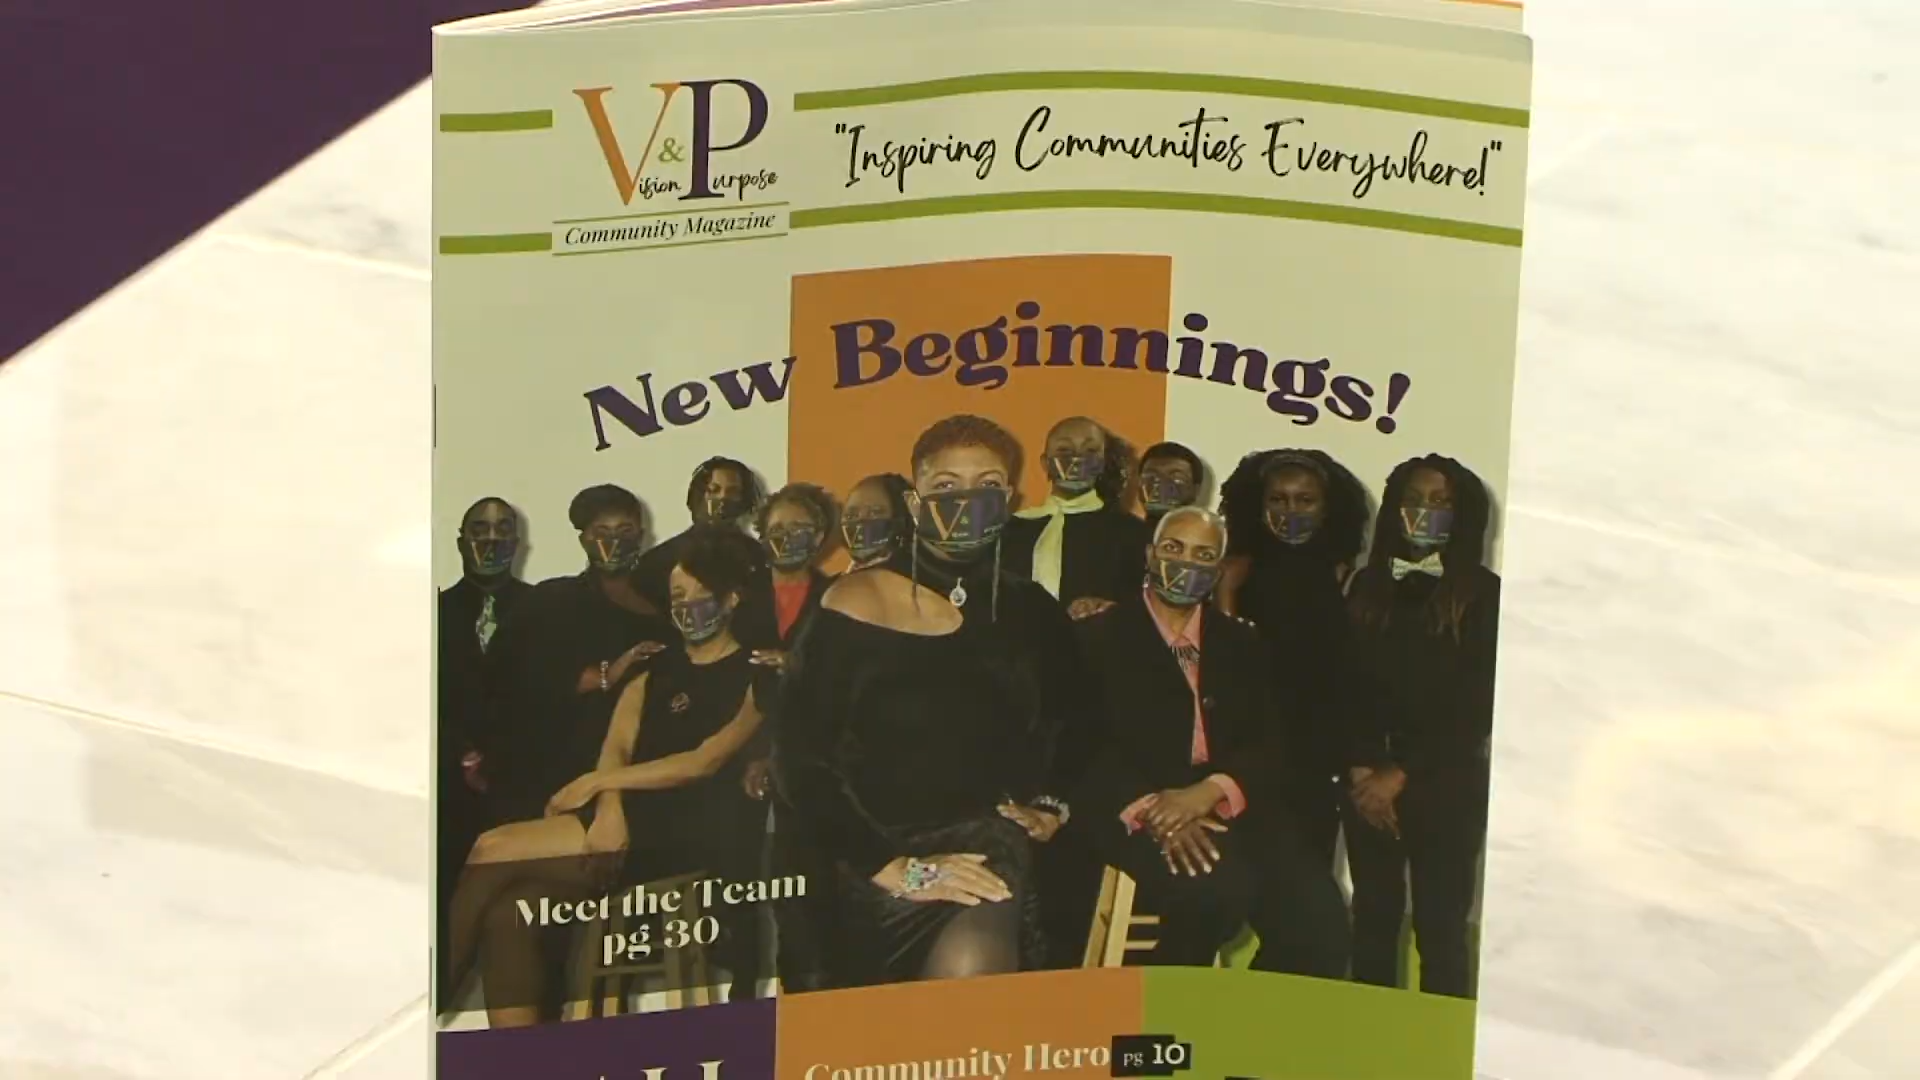 V&P
Vision Purpose
Community Magazine
"Inspiring Communities Everywhere!"
New Beginnings!
Meet the Team
pg 30
Community Hero pg 10